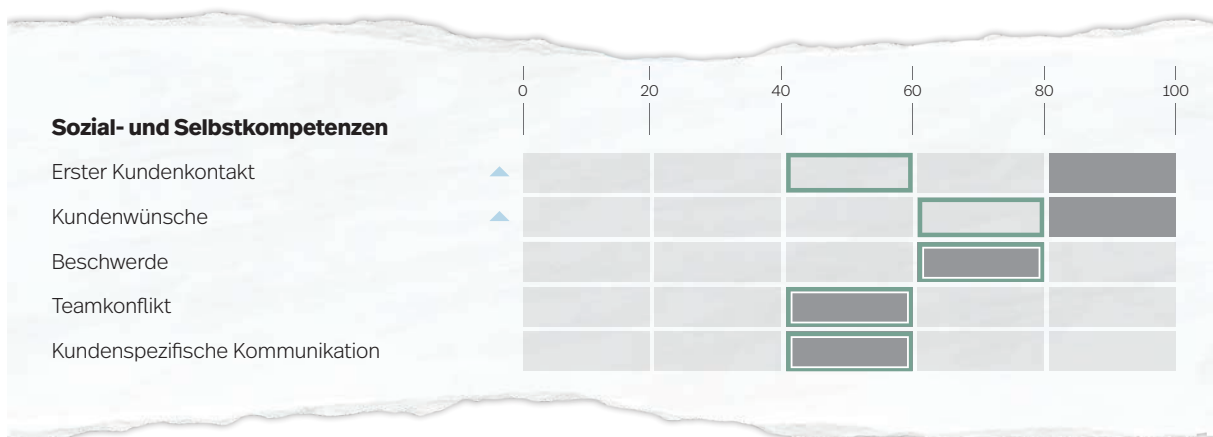 0 20 40 60 80 100
Sozial- und Selbstkompetenzen
Erster Kundenkontakt
Kundenwünsche
Beschwerde
Teamkonflikt
Kundenspezifische Kommunikation